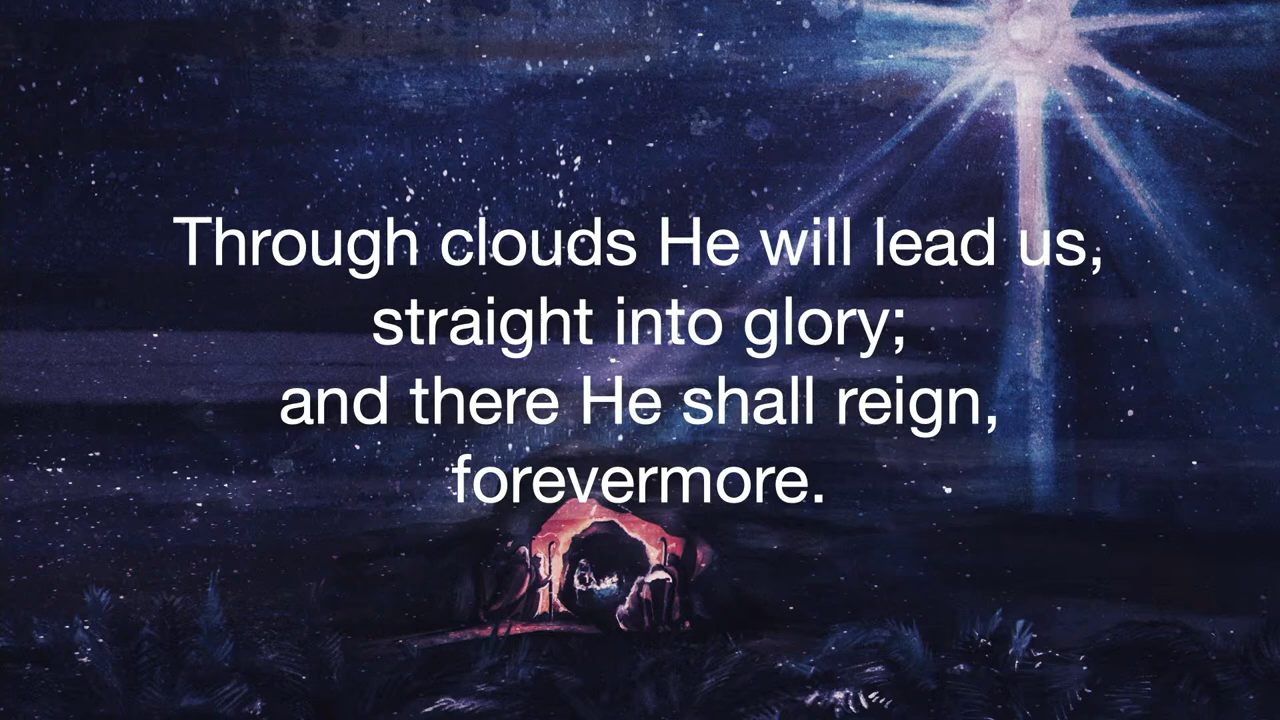 Through clouds He will lead us,
straight into glory;
and there He shall reign,
forevermore.